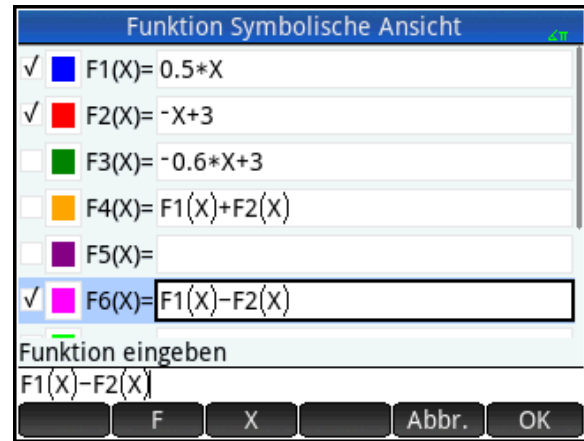 Funktion Symbolische Ansicht ∡π
√ F1(X)= 0.5*X
√ F2(X)= -X+3
F3(X)= -0.6*X+3
F4(X)= F1(X)+F2(X)
F5(X)=
√ F6(X)= F1(X)-F2(X)
Funktion eingeben
F1(X)-F2(X)
F X Abbr. OK